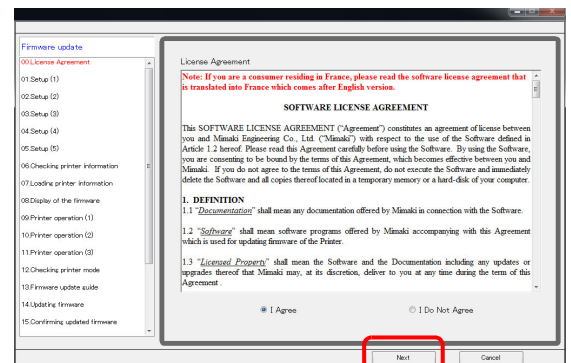 Firmware update
00.License Agreement
01.Setup (1)
02.Setup (2)
03.Setup (3)
04.Setup (4)
05.Setup (5)
06.Checking printer information
07.Loading printer information
08.Display of the firmware
09.Printer operation (1)
10.Printer operation (2)
11.Printer operation (3)
12.Checking printer mode
13.Firmware update guide
14.Updating firmware
15.Confirming updated firmware
License Agreement
Note: If you are a consumer residing in France, please read the software license agreement that
is translated into France which comes after English
version.
SOFTWARE LICENSE AGREEMENT
This SOFTWARE LICENSE AGREEMENT ("Agreement") constitutes an agreement of license between
you and Mimaki Engineering Co., Ltd. ("Mimaki") with respect to the use of the Software defined in
Article 1.2 hereof. Please read this Agreement carefully before using the Software. By using the Software,
you are consenting to be bound by the terms of this Agreement, which becomes effective between you and
Mimaki. If you do not agree to the terms of this Agreement, do not execute the Software and immediately
delete the Software and all copies thereof located in a temporary memory or a hard-disk of your computer.
1. DEFINITION
1.1 "Documentation" shall mean any documentation offered by Mimaki in connection with the Software.
1.2 "Software" shall mean software programs offered by Mimaki accompanying with this Agreement
which is used for updating firmware of the Printer.
1.3 "Licensed Property" shall mean the Software and the Documentation including any updates or
upgrades thereof that Mimaki may, at its discretion, deliver to you at any time during the term of this
Agreement .
I Agree
I Do Not Agree
Next
Cancel